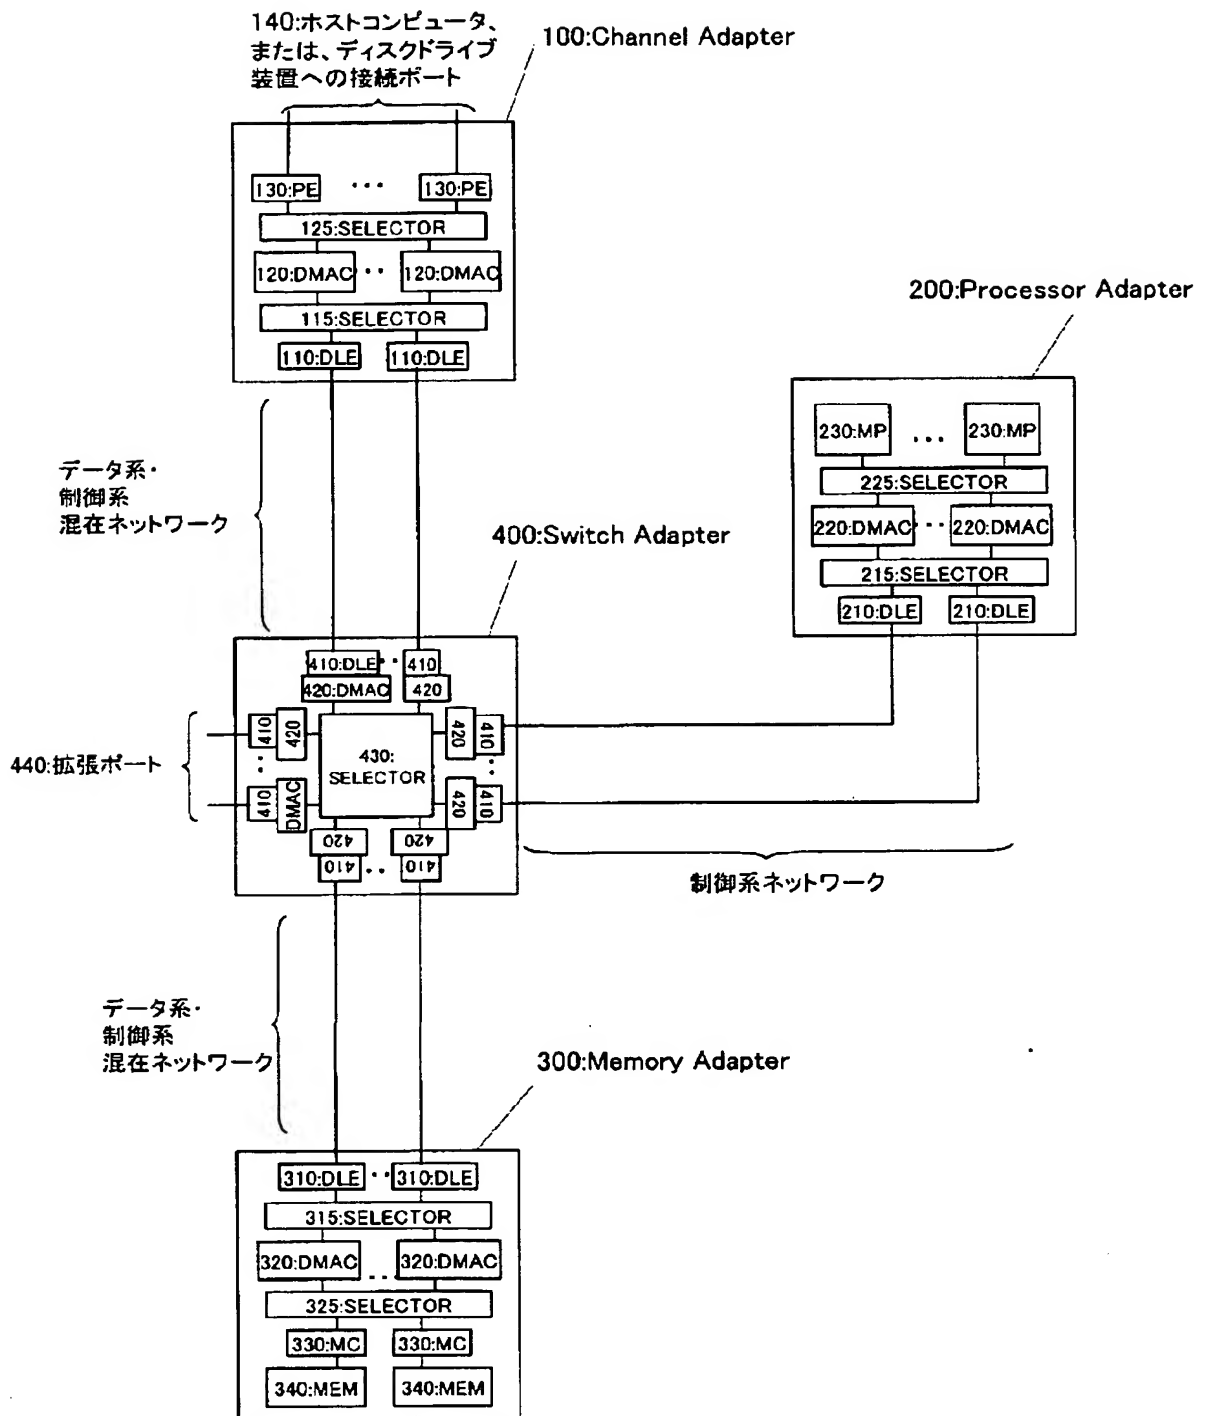 140:ホストコンピュータ、
または、ディスクドライブ
装置への接続ポート
100:Channel Adapter
130:PE ... 130:PE
125:SELECTOR
120:DMAC .. 120:DMAC
115:SELECTOR
110:DLE 110:DLE
200:Processor Adapter
230:MP ... 230:MP
225:SELECTOR
220:DMAC ... 220:DMAC
215:SELECTOR
210:DLE 210:DLE
データ系・
制御系
混在ネットワーク
400:Switch Adapter
410:DLE .. 410
420:DMAC 420
410 420
420 410
440:拡張ポート
430:
SELECTOR
410 DMAC
420 410
420 420
410 .. 410
制御系ネットワーク
データ系・
制御系
混在ネットワーク
300:Memory Adapter
310:DLE .. 310:DLE
315:SELECTOR
320:DMAC ... 320:DMAC
325:SELECTOR
330:MC 330:MC
340:MEM 340:MEM